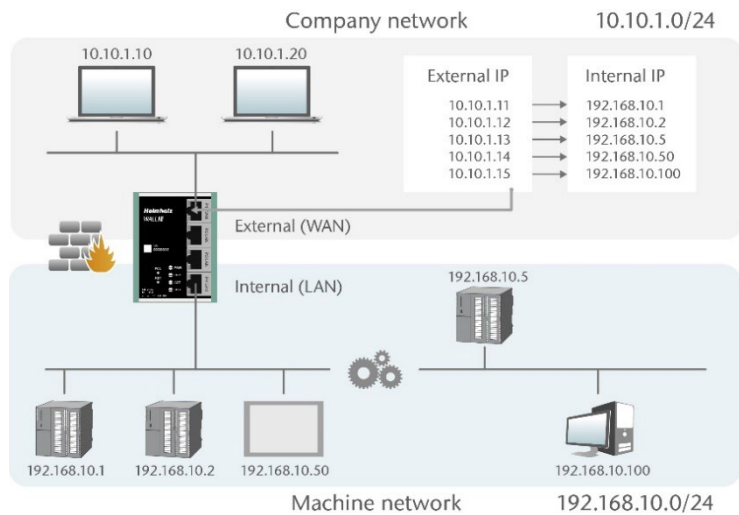 Company network 10.10.1.0/24
10.10.1.10 10.10.1.20
External IP Internal IP
10.10.1.11 192.168.10.1
10.10.1.12 192.168.10.2
10.10.1.13 192.168.10.5
10.10.1.14 192.168.10.50
10.10.1.15 192.168.10.100
Helmholz
WALL IE
External (WAN)
Internal (LAN)
192.168.10.5
192.168.10.1 192.168.10.2 192.168.10.50 192.168.10.100
Machine network 192.168.10.0/24